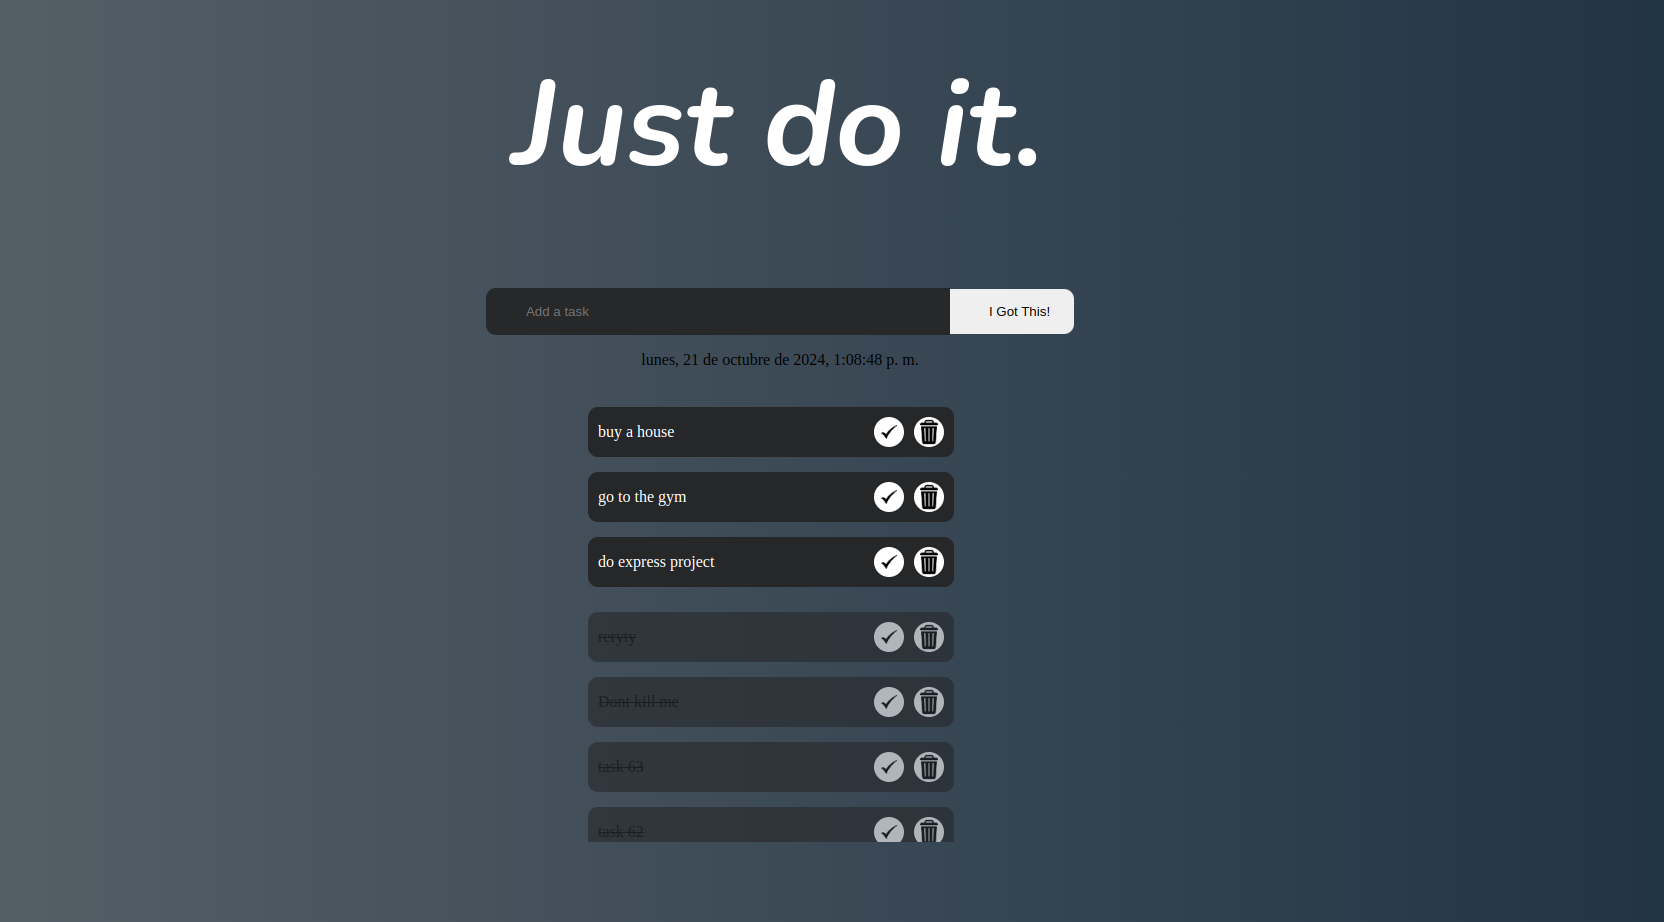 Just do it.
Add a task
I Got This!
lunes, 21 de octubre de 2024, 1:08:48 p. m.
buy a house
go to the gym
do express project
reryty
Dont kill me
task 63
task 62